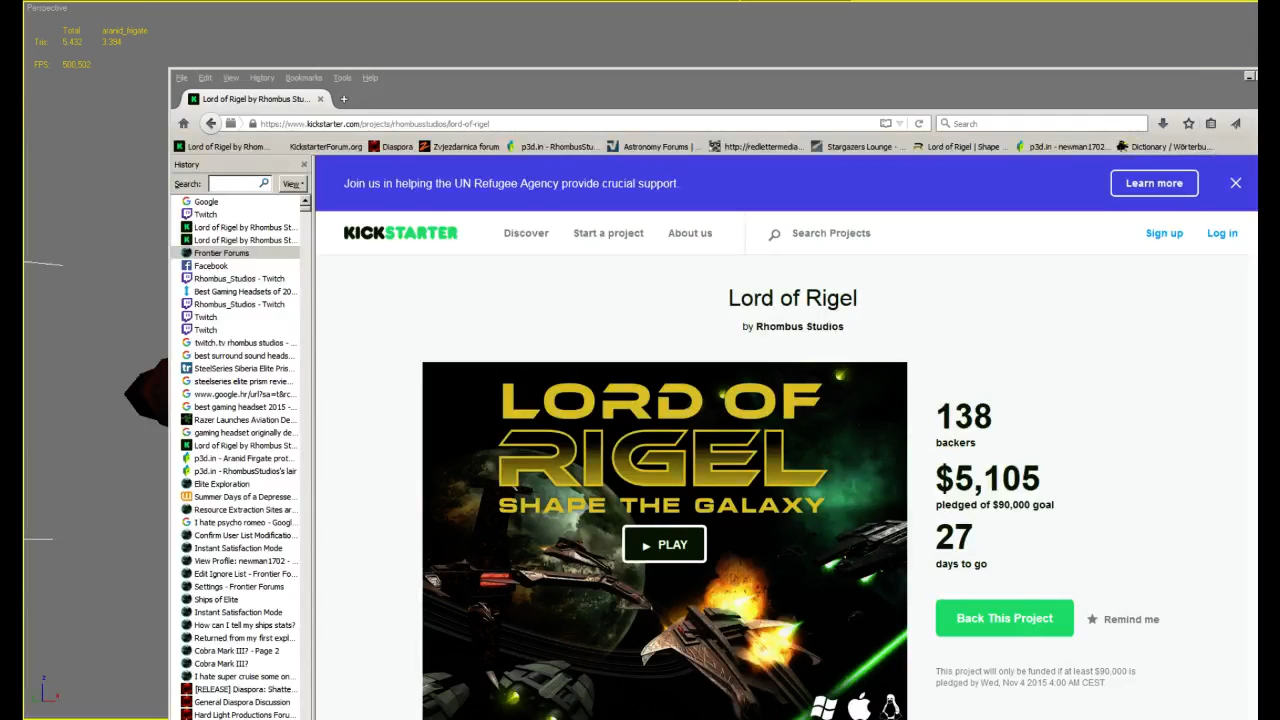 Perspective
Total aranid_frigate
Tris: 5.432 3.394
FPS: 500,502
File Edit View History Bookmarks Tools Help
Lord of Rigel by Rhombus Stu...
https://www.kickstarter.com/projects/rhombusstudios/lord-of-rigel
Search
Lord of Rigel by Rhom... KickstarterForum.org Diaspora Zvjezdarnica forum p3d.in - RhombusStu... Astronomy Forums | ... http://redlettermedia... Stargazers Lounge - ... Lord of Rigel | Shape ... p3d.in - newman1702... Dictionary / Wörterbu...
History
Search: View
Google
Twitch
Lord of Rigel by Rhombus St...
Lord of Rigel by Rhombus St...
Frontier Forums
Facebook
Rhombus_Studios - Twitch
Best Gaming Headsets of 20...
Rhombus_Studios - Twitch
Twitch
Twitch
twitch.tv rhombus studios - ...
best surround sound heads...
SteelSeries Siberia Elite Pris...
steelseries elite prism revie...
www.google.hr/url?sa=t&rc...
best gaming headset 2015 -...
Razer Launches Aviation De...
gaming headset originally de...
Lord of Rigel by Rhombus St...
p3d.in - Aranid Firgate prot...
p3d.in - RhombusStudios's lair
Elite Exploration
Summer Days of a Depresse...
Resource Extraction Sites ar...
I hate psycho romeo - Googl...
Confirm User List Modificatio...
Instant Satisfaction Mode
View Profile: newman1702 - ...
Edit Ignore List - Frontier Fo...
Settings - Frontier Forums
Ships of Elite
Instant Satisfaction Mode
How can I tell my ships stats?
Returned from my first expl...
Cobra Mark III? - Page 2
Cobra Mark III?
I hate super cruise some on...
[RELEASE] Diaspora: Shatte...
General Diaspora Discussion
Hard Light Productions Foru...
Join us in helping the UN Refugee Agency provide crucial support.
Learn more
KICKSTARTER
Discover Start a project About us Search Projects Sign up Log in
Lord of Rigel
by Rhombus Studios
LORD OF
RIGEL
SHAPE THE GALAXY
PLAY
138
backers
$5,105
pledged of $90,000 goal
27
days to go
Back This Project
Remind me
This project will only be funded if at least $90,000 is
pledged by Wed, Nov 4 2015 4:00 AM CET.
z
x